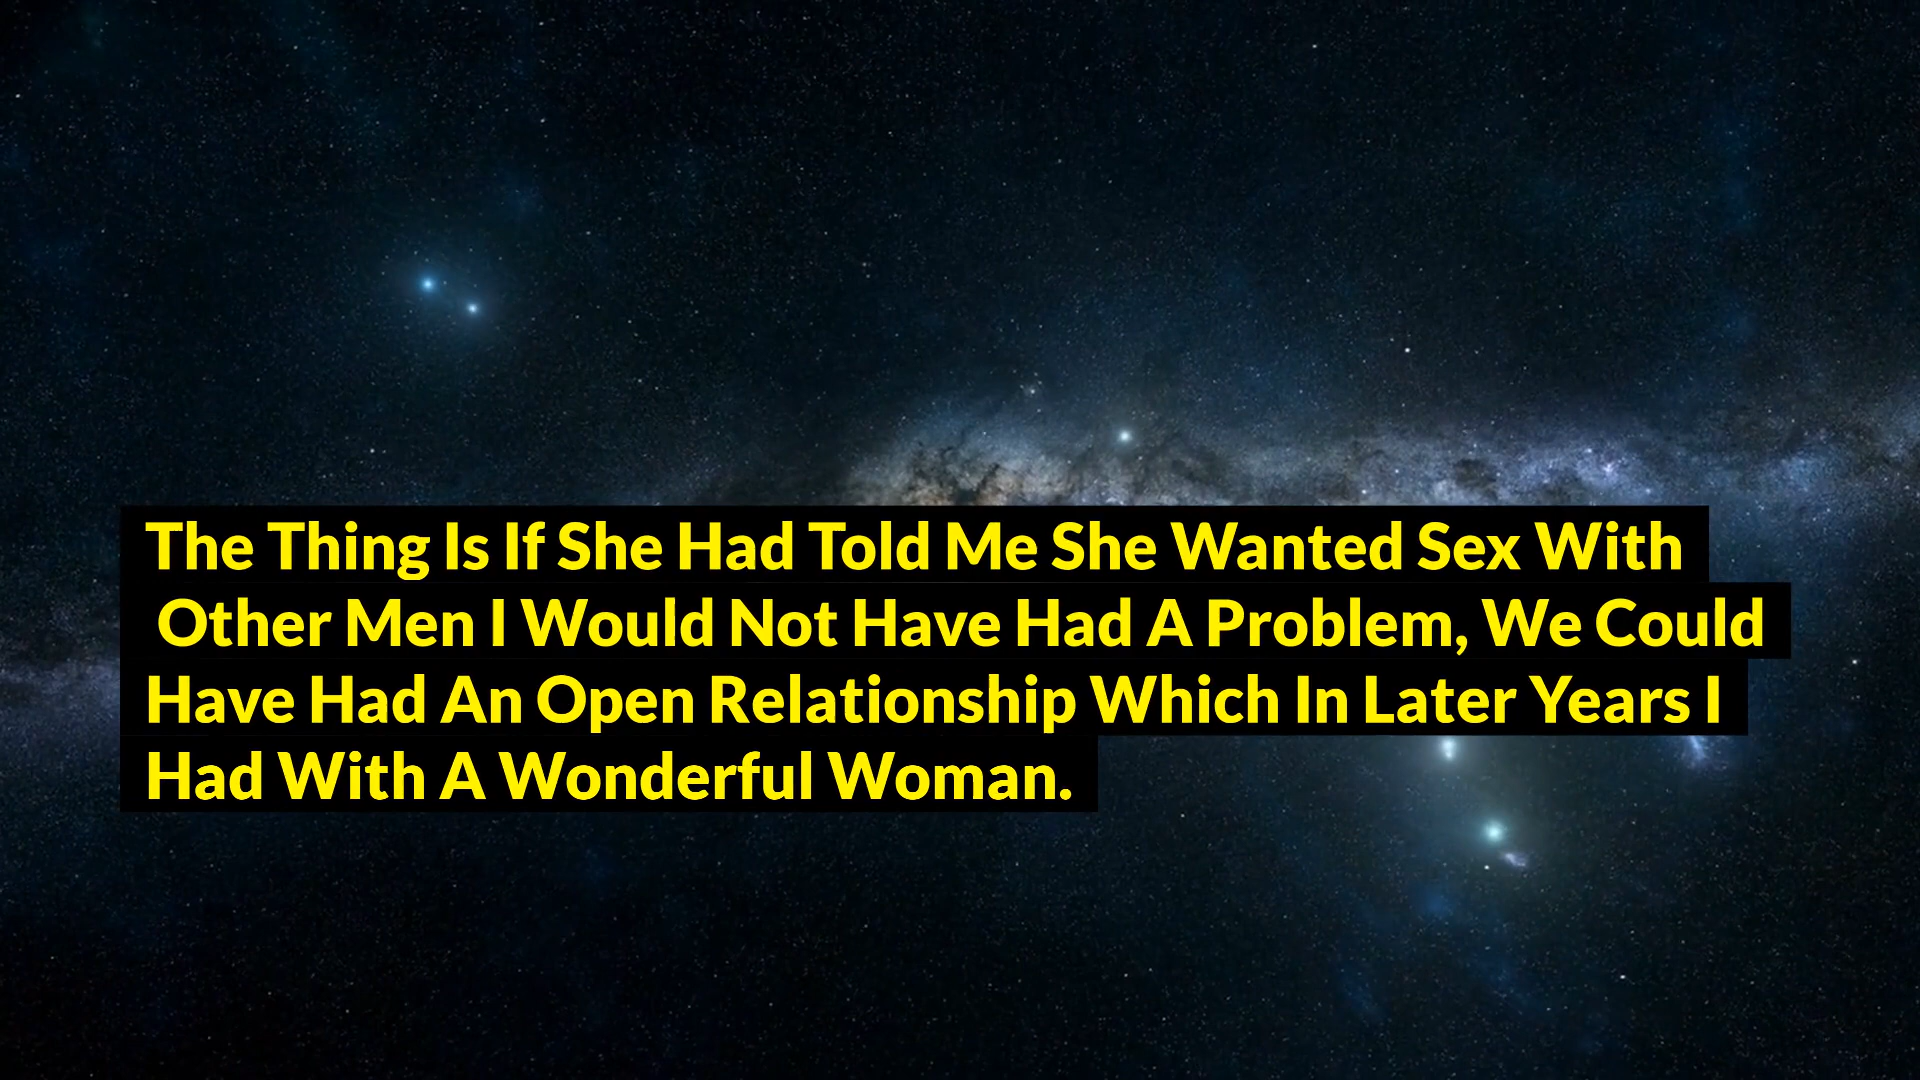 The Thing Is If She Had Told Me She Wanted Sex With
Other Men I Would Not Have Had A Problem, We Could
Have Had An Open Relationship Which In Later Years I
Had With A Wonderful Woman.